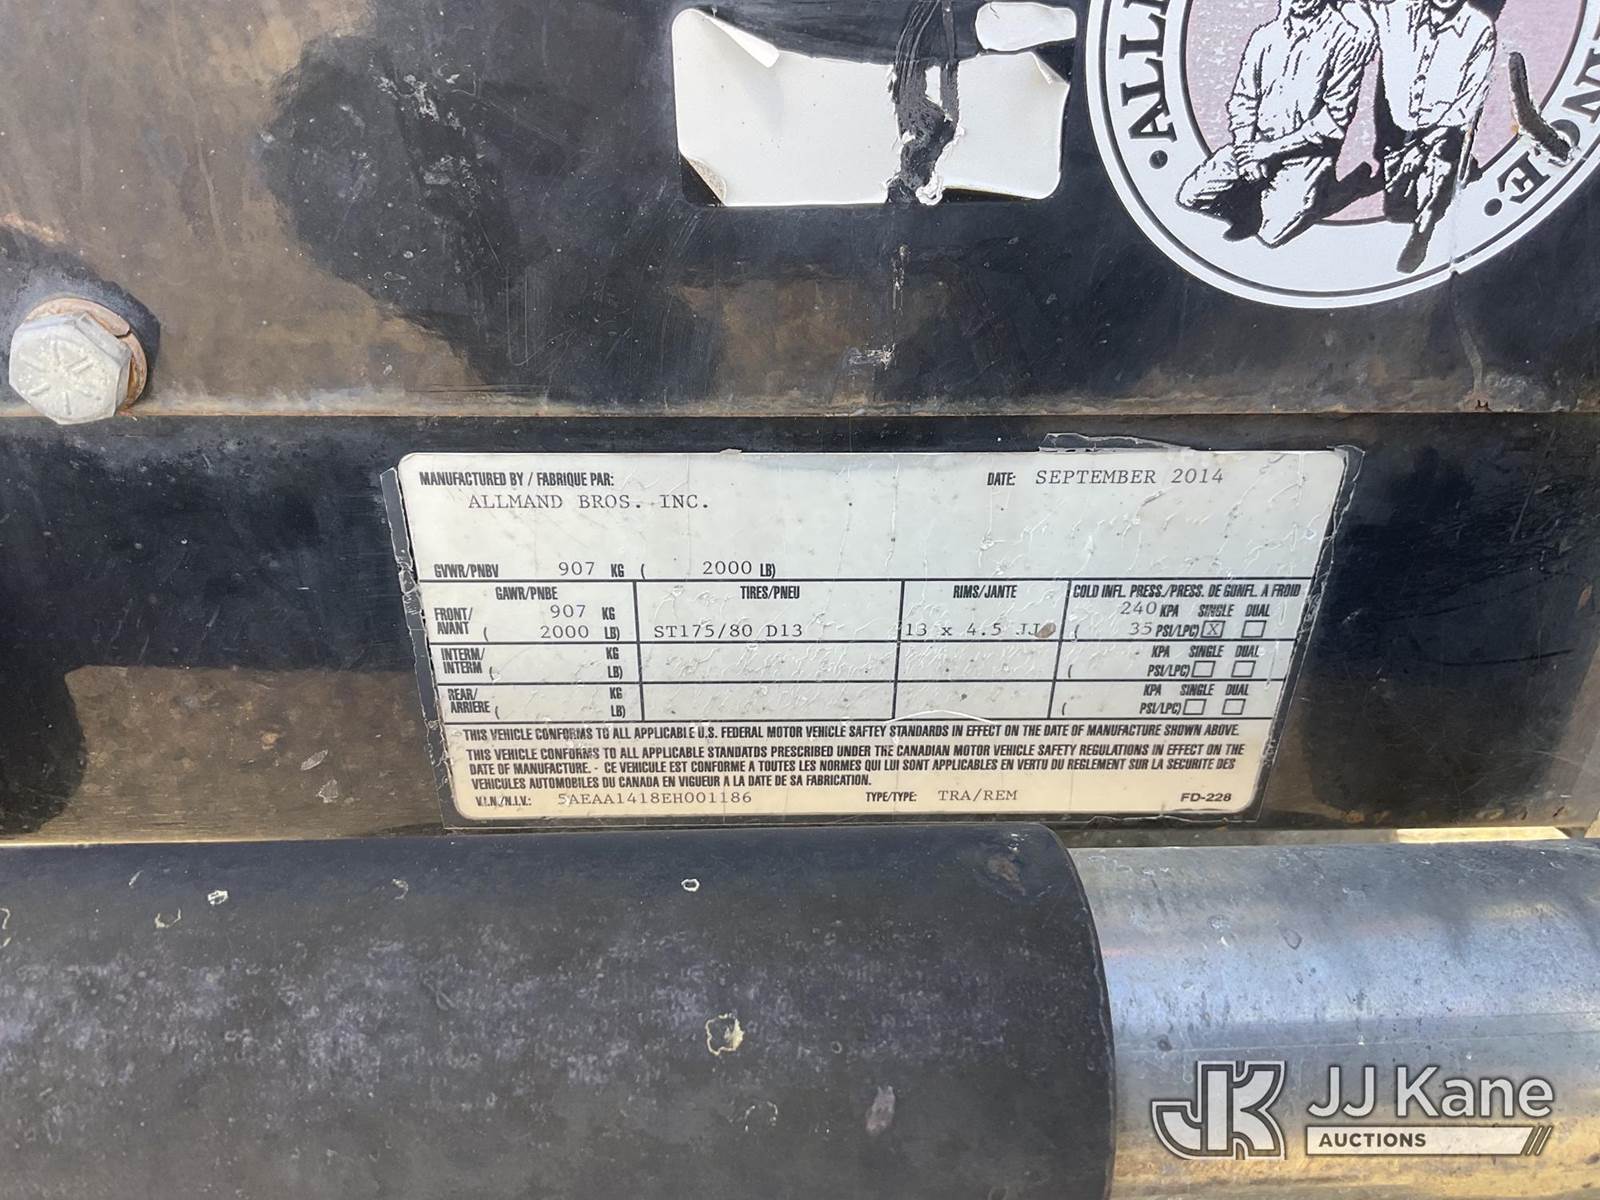 ALL
NOE.
MANUFACTURED BY / FABRIQUE PAR: DATE: SEPTEMBER 2014
ALLMAND BROS. INC.
GVWR/PNBV 907 KG ( 2000 LB)
GAWR/PNBE TIRES/PNEU RIMS/JANTE COLD INFL. PRESS./PRESS. DE GONFL. A FROID
FRONT/ 907 KG 240 KPA SINGLE DUAL
AVANT ( 2000 LB) ST175/80 D13 13 x 4.5 JJ ( 35 PSI/LPC) X
INTERM/ KG KPA SINGLE DUAL
INTERM ( LB) ( PSI/LPC)
REAR/ KG KPA SINGLE DUAL
ARRIERE ( LB) ( PSI/LPC)
THIS VEHICLE CONFORMS TO ALL APPLICABLE U.S. FEDERAL MOTOR VEHICLE SAFTEY STANDARDS IN EFFECT ON THE DATE OF MANUFACTURE SHOWN ABOVE.
THIS VEHICLE CONFORMS TO ALL APPLICABLE STANDATDS PRESCRIBED UNDER THE CANADIAN MOTOR VEHICLE SAFETY REGULATIONS IN EFFECT ON THE
DATE OF MANUFACTURE. - CE VEHICULE EST CONFORME A TOUTES LES NORMES QUI LUI SONT APPLICABLES EN VERTU DU REGLEMENT SUR LA SECURITE DES
VEHICULES AUTOMOBILES DU CANADA EN VIGUEUR A LA DATE DE SA FABRICATION.
V.I.N./N.I.V.: 5AEAA1418EH001186 TYPE/TYPE: TRA/REM FD-228
JK JJ Kane
AUCTIONS